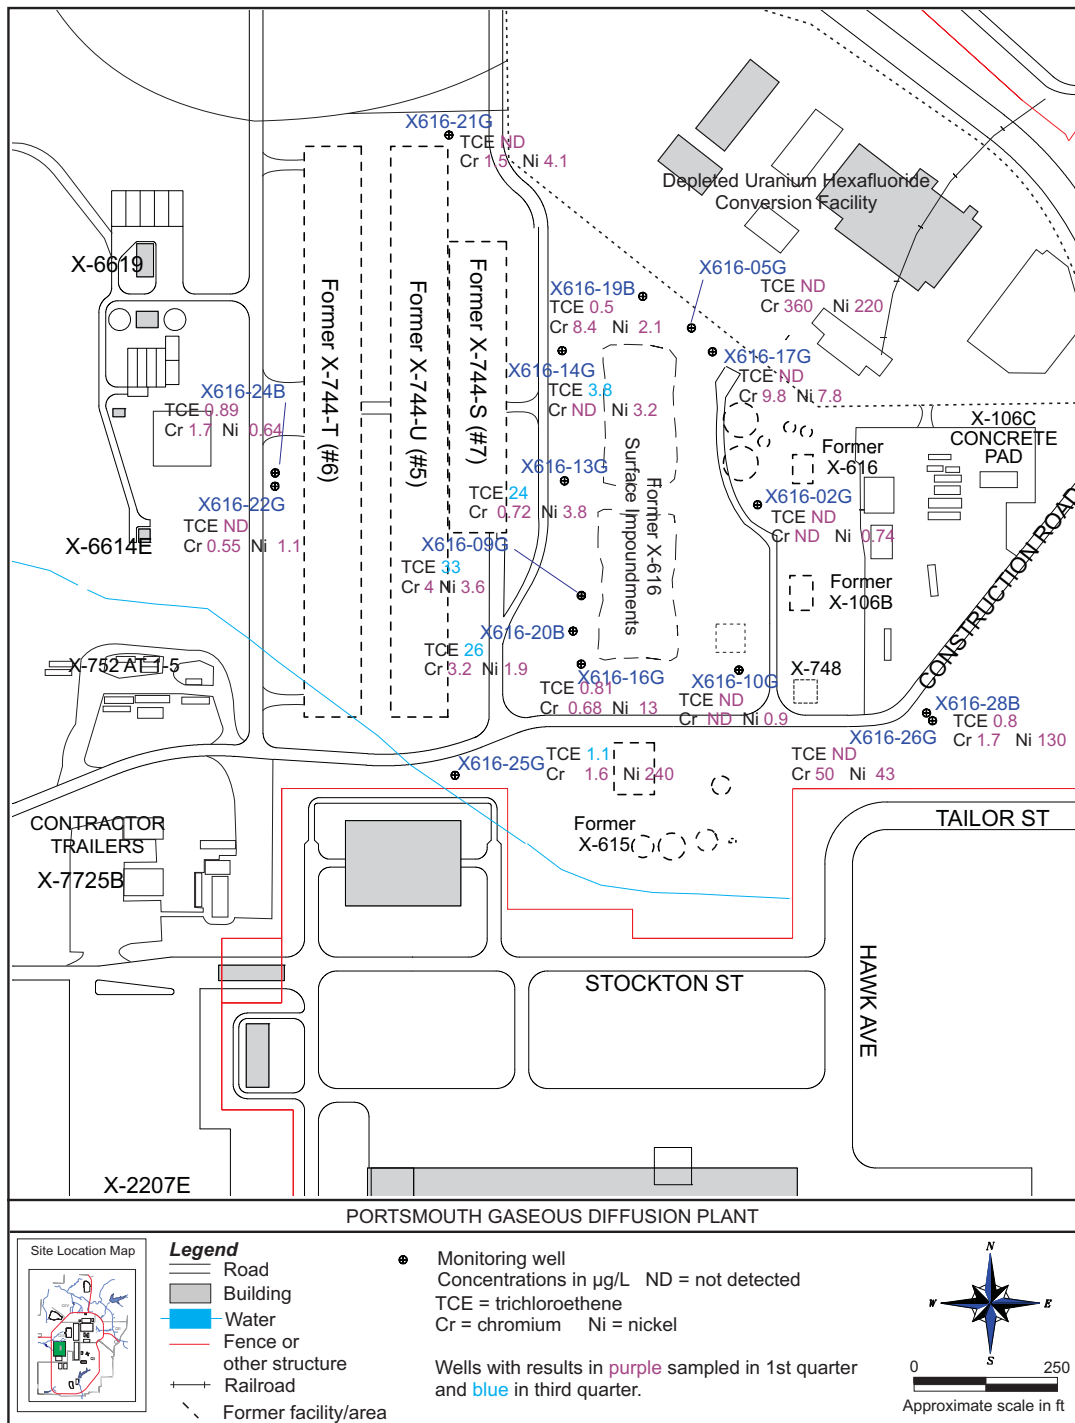 X616-21G
TCE ND
Cr 1.5 Ni 4.1
Depleted Uranium Hexafluoride
Conversion Facility
X-6619
X616-05G
TCE ND
Cr 360 Ni 220
X616-19B
TCE 0.5
Cr 8.4 Ni 2.1
Former X-744-T (#6)
Former X-744-U (#5)
Former X-744-S (#7)
X616-14G
TCE 3.8
Cr ND Ni 3.2
X616-17G
TCE ND
Cr 9.8 Ni 7.8
X616-24B
TCE 0.89
Cr 1.7 Ni 0.64
X-106C
CONCRETE
PAD
Former
X-616
X616-13G
TCE 24
Cr 0.72 Ni 3.8
Former X-616
Surface Impoundments
X616-22G
TCE ND
Cr 0.55 Ni 1.1
X616-02G
TCE ND
Cr ND Ni 0.74
X-6614E
X616-09G
TCE 33
Cr 4 Ni 3.6
Former
X-106B
CONSTRUCTION ROAD
X616-20B
TCE 26
Cr 3.2 Ni 1.9
X-752 AT 1-5
X616-16G
TCE 0.81
Cr 0.68 Ni 13
X616-10G
TCE ND
Cr ND Ni 0.9
X-748
X616-28B
TCE 0.8
Cr 1.7 Ni 130
X616-26G
TCE ND
Cr 50 Ni 43
X616-25G
TCE 1.1
Cr 1.6 Ni 240
CONTRACTOR
TRAILERS
Former
X-615
TAILOR ST
X-7725B
STOCKTON ST
HAWK AVE
X-2207E
PORTSMOUTH GASEOUS DIFFUSION PLANT
Site Location Map
Legend
Road
Building
Water
Fence or
other structure
Railroad
Former facility/area
Monitoring well
Concentrations in µg/L ND = not detected
TCE = trichloroethene
Cr = chromium Ni = nickel
Wells with results in purple sampled in 1st quarter
and blue in third quarter.
N
W E
S
0 250
Approximate scale in ft